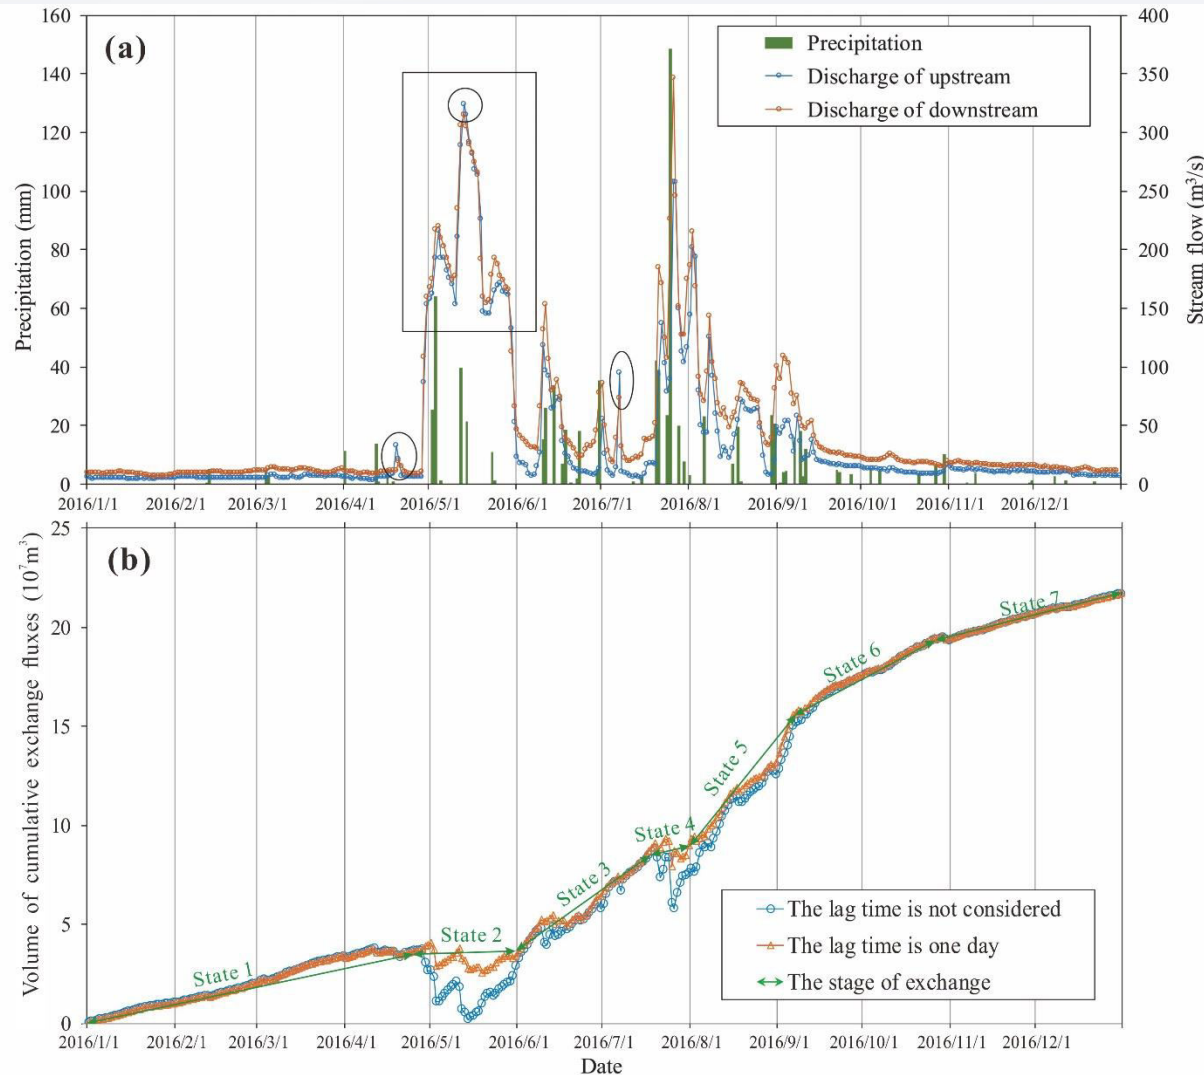 (a)
160
140
120
100
80
60
40
20
0
Precipitation (mm)
400
350
300
250
200
150
100
50
0
Stream flow (m³/s)
Precipitation
Discharge of upstream
Discharge of downstream
2016/1/1 2016/2/1 2016/3/1 2016/4/1 2016/5/1 2016/6/1 2016/7/1 2016/8/1 2016/9/1 2016/10/1 2016/11/1 2016/12/1
(b)
25
20
15
10
5
0
Volume of cumulative exchange fluxes (10⁷m³)
State 1
State 2
State 3
State 4
State 5
State 6
State 7
The lag time is not considered
The lag time is one day
The stage of exchange
2016/1/1 2016/2/1 2016/3/1 2016/4/1 2016/5/1 2016/6/1 2016/7/1 2016/8/1 2016/9/1 2016/10/1 2016/11/1 2016/12/1
Date